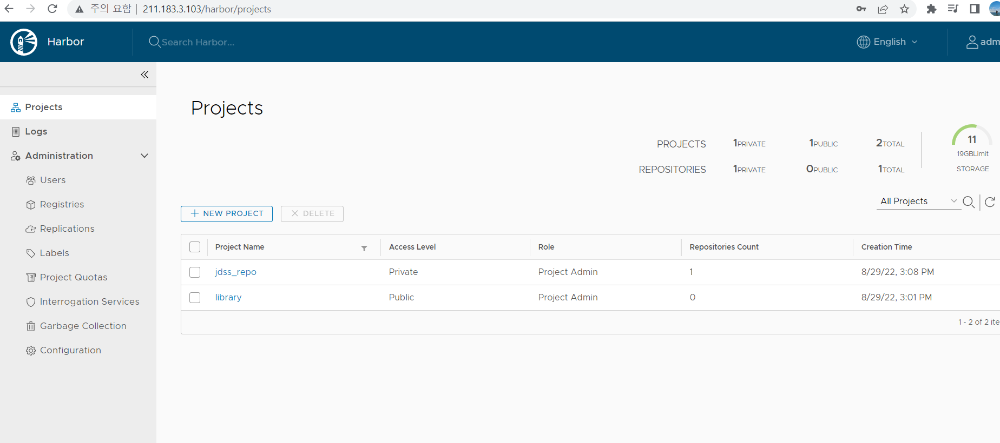 주의 요함 | 211.183.3.103/harbor/projects
Harbor
Search Harbor...
English
adm
Projects
Logs
Administration
Users
Registries
Replications
Labels
Project Quotas
Interrogation Services
Garbage Collection
Configuration
Projects
PROJECTS 1PRIVATE 1PUBLIC 2TOTAL
REPOSITORIES 1PRIVATE 0PUBLIC 1TOTAL
11
19GBLimit
STORAGE
All Projects
NEW PROJECT DELETE
Project Name Access Level Role Repositories Count Creation Time
jdss_repo Private Project Admin 1 8/29/22, 3:08 PM
library Public Project Admin 0 8/29/22, 3:01 PM
1 - 2 of 2 ite